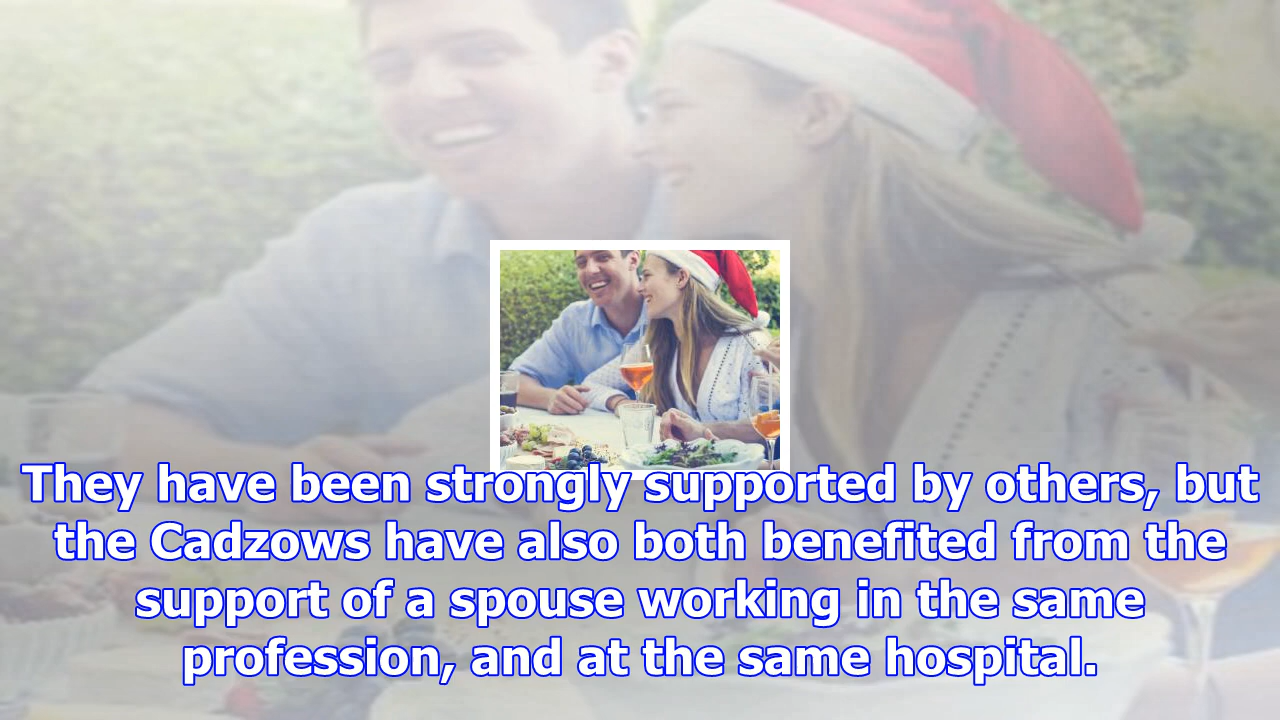 They have been strongly supported by others, but
the Cadzows have also both benefited from the
support of a spouse working in the same
profession, and at the same hospital.